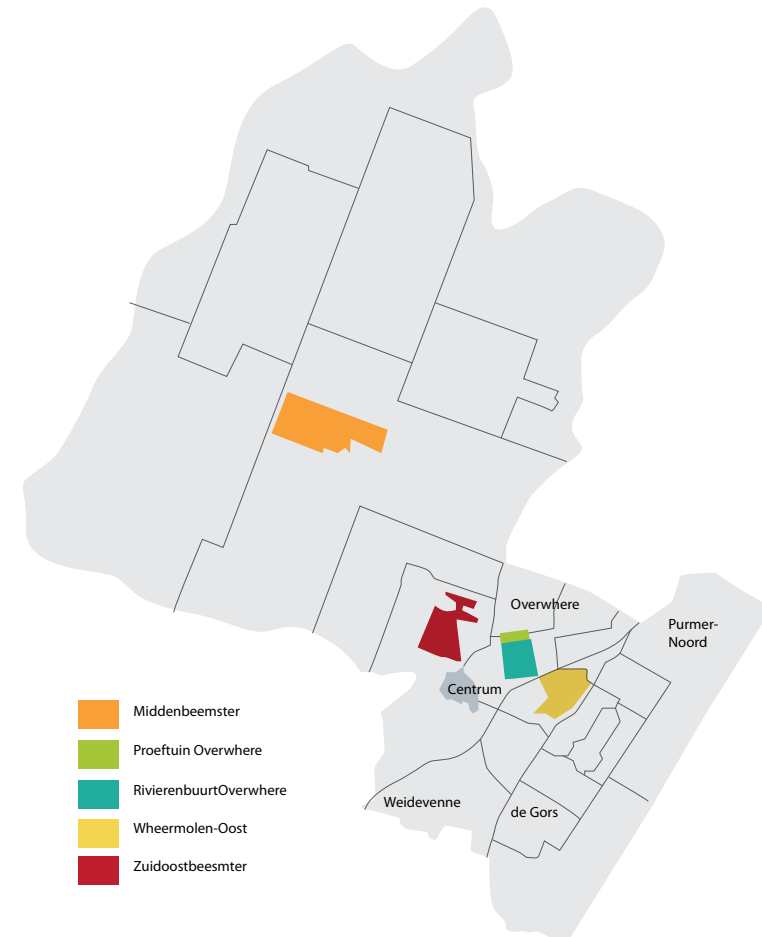 Overwhere
Purmer-
Noord
Centrum
Weidevenne
de Gors
Middenbeemster
Proeftuin Overwhere
RivierenbuurtOverwhere
Wheermolen-Oost
Zuidoostbeesmter